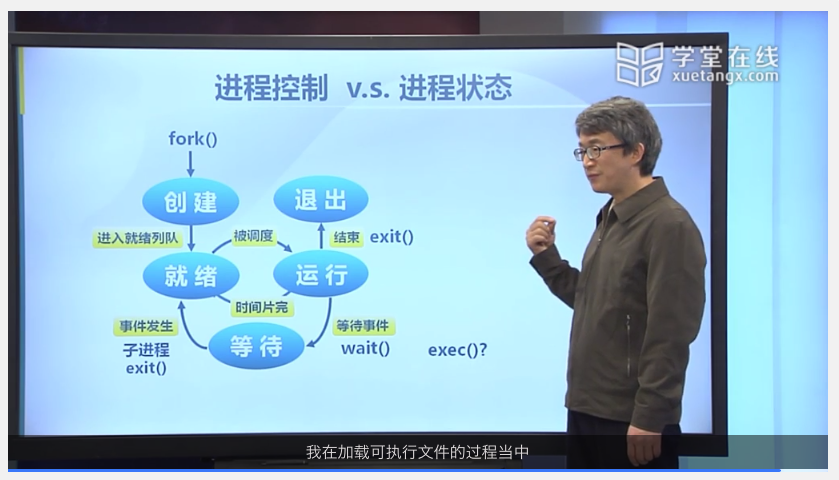 学堂在线
xuetangx.com
进程控制 v.s. 进程状态
fork()
创建
退出
进入就绪列队
被调度
结束
exit()
就绪
运行
时间片完
事件发生
等待
等待事件
子进程
exit()
wait()
exec()?
我在加载可执行文件的过程当中